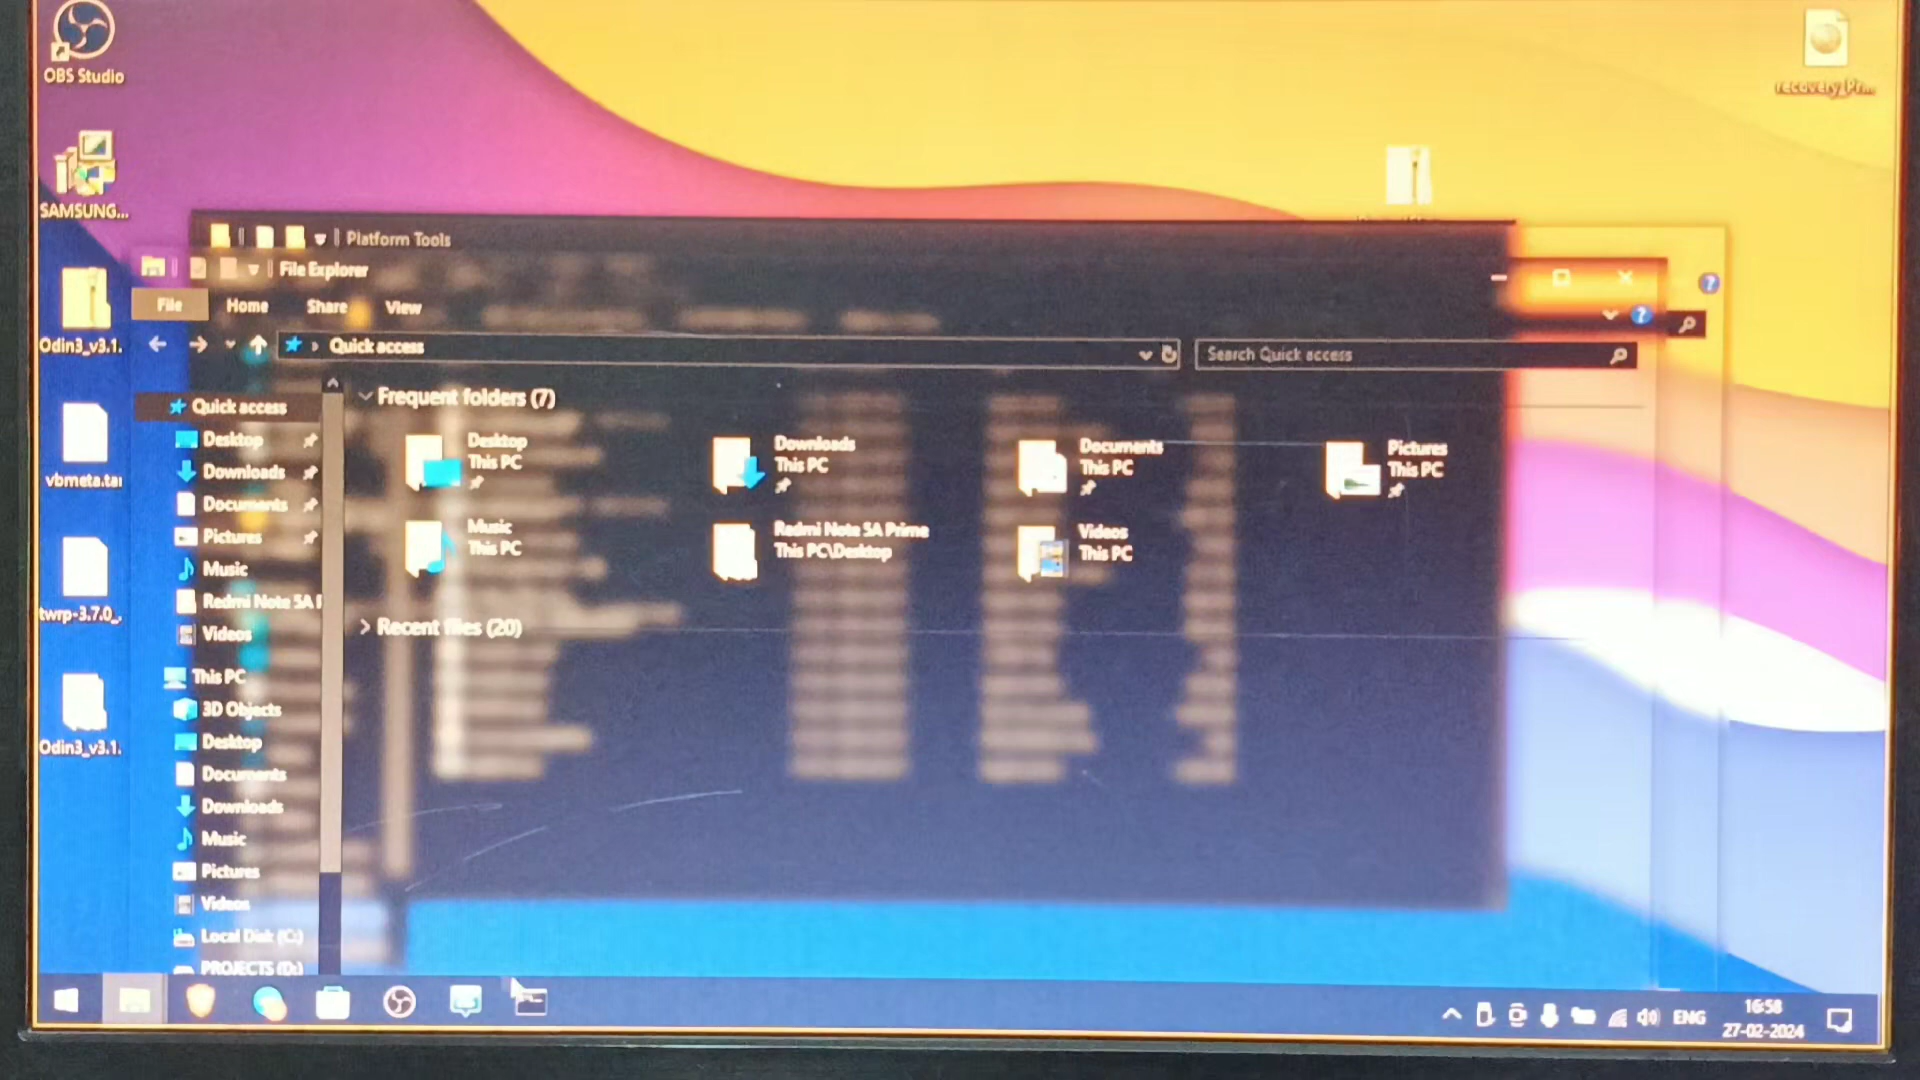 OBS Studio
recovery_Pr...
SAMSUNG...
Platform Tools
File Explorer
File
Home
Share
View
Odin3_v3.1.
Quick access
Search Quick access
Quick access
Frequent folders (7)
Desktop
This PC
Downloads
This PC
Documents
This PC
Pictures
This PC
Desktop
Downloads
vbmeta.tar
Documents
Music
This PC
Redmi Note 5A Prime
This PC\Desktop
Videos
This PC
Pictures
Music
Redmi Note 5A P
twrp-3.7.0_.
Videos
Recent files (20)
This PC
3D Objects
Desktop
Odin3_v3.1.
Documents
Downloads
Music
Pictures
Videos
Local Disk (C:)
PROJECTS (D:)
ENG
16:58
27-02-2024